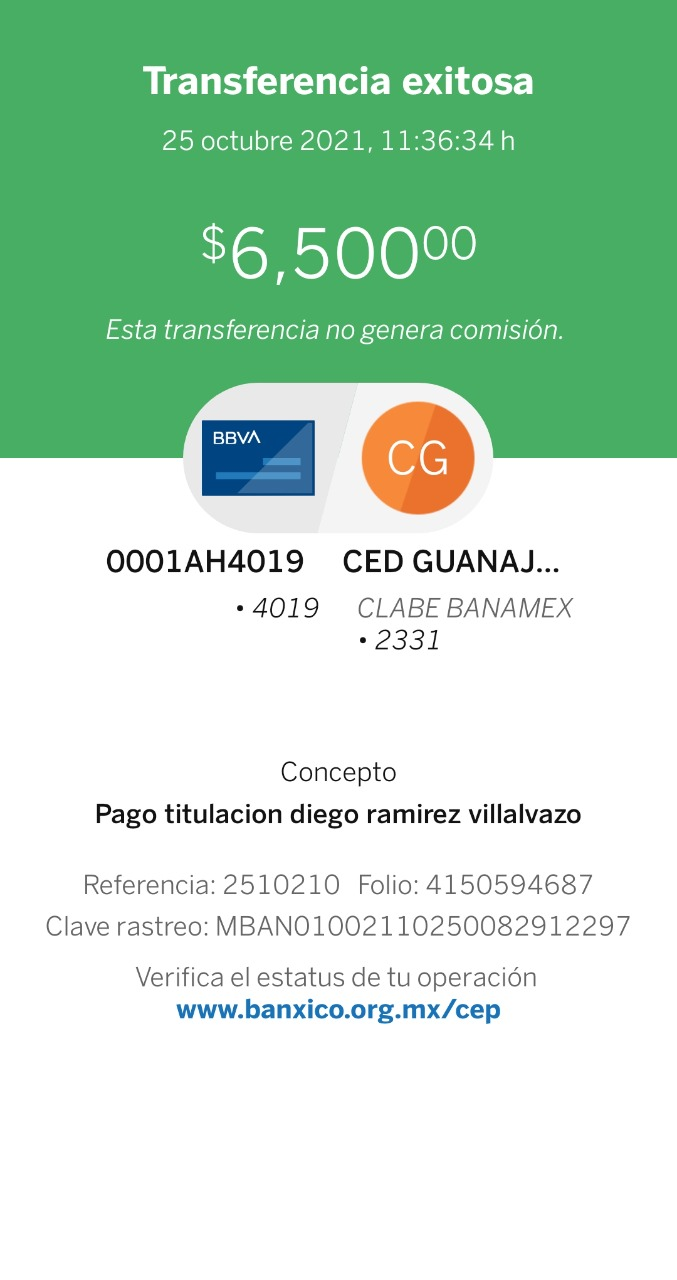 Transferencia exitosa
25 octubre 2021, 11:36:34 h
$6,500⁰⁰
Esta transferencia no genera comisión.
BBVA
CG
0001AH4019 CED GUANAJ...
• 4019 CLABE BANAMEX
• 2331
Concepto
Pago titulacion diego ramirez villalvazo
Referencia: 2510210 Folio: 4150594687
Clave rastreo: MBAN01002110250082912297
Verifica el estatus de tu operación
www.banxico.org.mx/cep